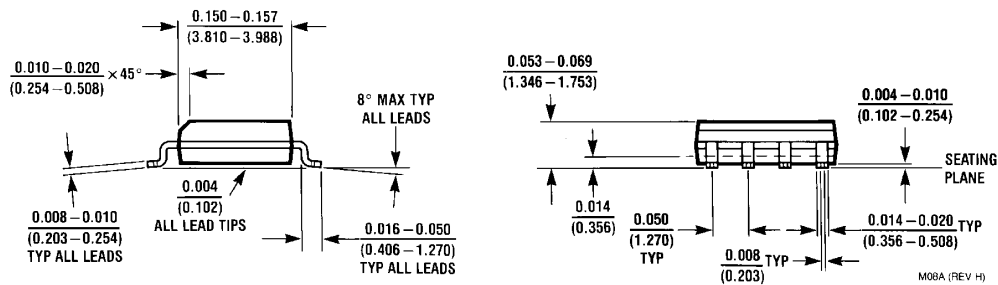 0.150 – 0.157
(3.810 – 3.988)
0.010 – 0.020
(0.254 – 0.508)
× 45°
8° MAX TYP
ALL LEADS
0.004
(0.102)
ALL LEAD TIPS
0.008 – 0.010
(0.203 – 0.254)
TYP ALL LEADS
0.016 – 0.050
(0.406 – 1.270)
TYP ALL LEADS
0.053 – 0.069
(1.346 – 1.753)
0.004 – 0.010
(0.102 – 0.254)
SEATING
PLANE
0.014
(0.356)
0.050
(1.270)
TYP
0.014 – 0.020
(0.356 – 0.508)
TYP
0.008
(0.203)
TYP
M08A (REV H)